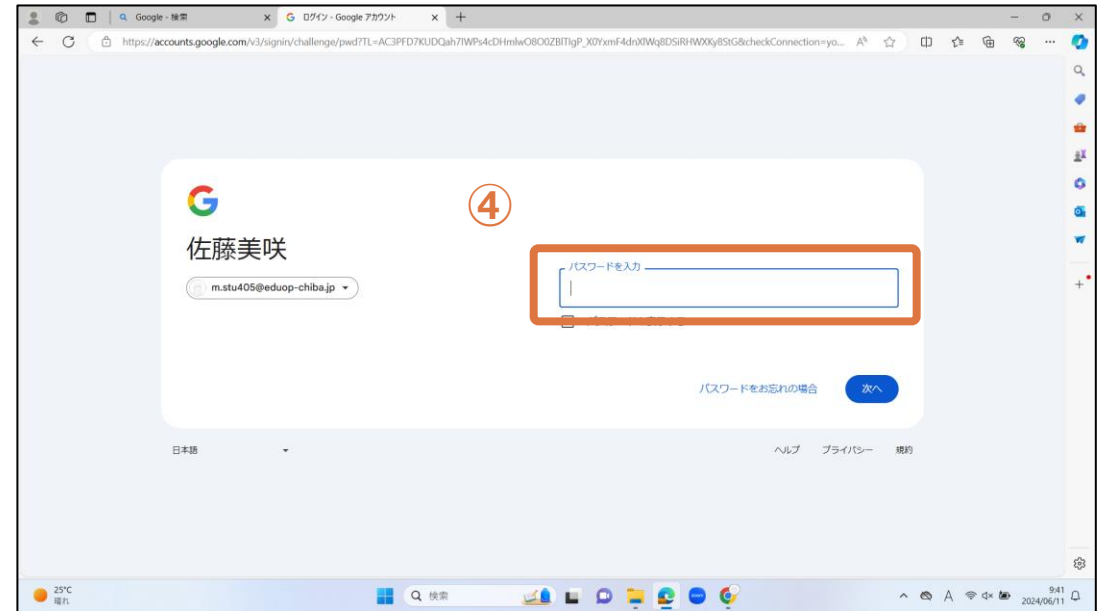 Google - 検索
ログイン - Google アカウント
https://accounts.google.com/v3/signin/challenge/pwd?TL=AC3PFD7KUDQah7IWPs4cDHmlwO8O0ZBITlgP_X0YxmF4dnXlWq8DSiRHWXKy8StG&checkConnection=yo...
④
佐藤美咲
m.stu405@eduop-chiba.jp
パスワードを入力
パスワードをお忘れの場合
次へ
日本語
ヘルプ プライバシー 規約
25°C
晴れ
検索
A
9:41
2024/06/11